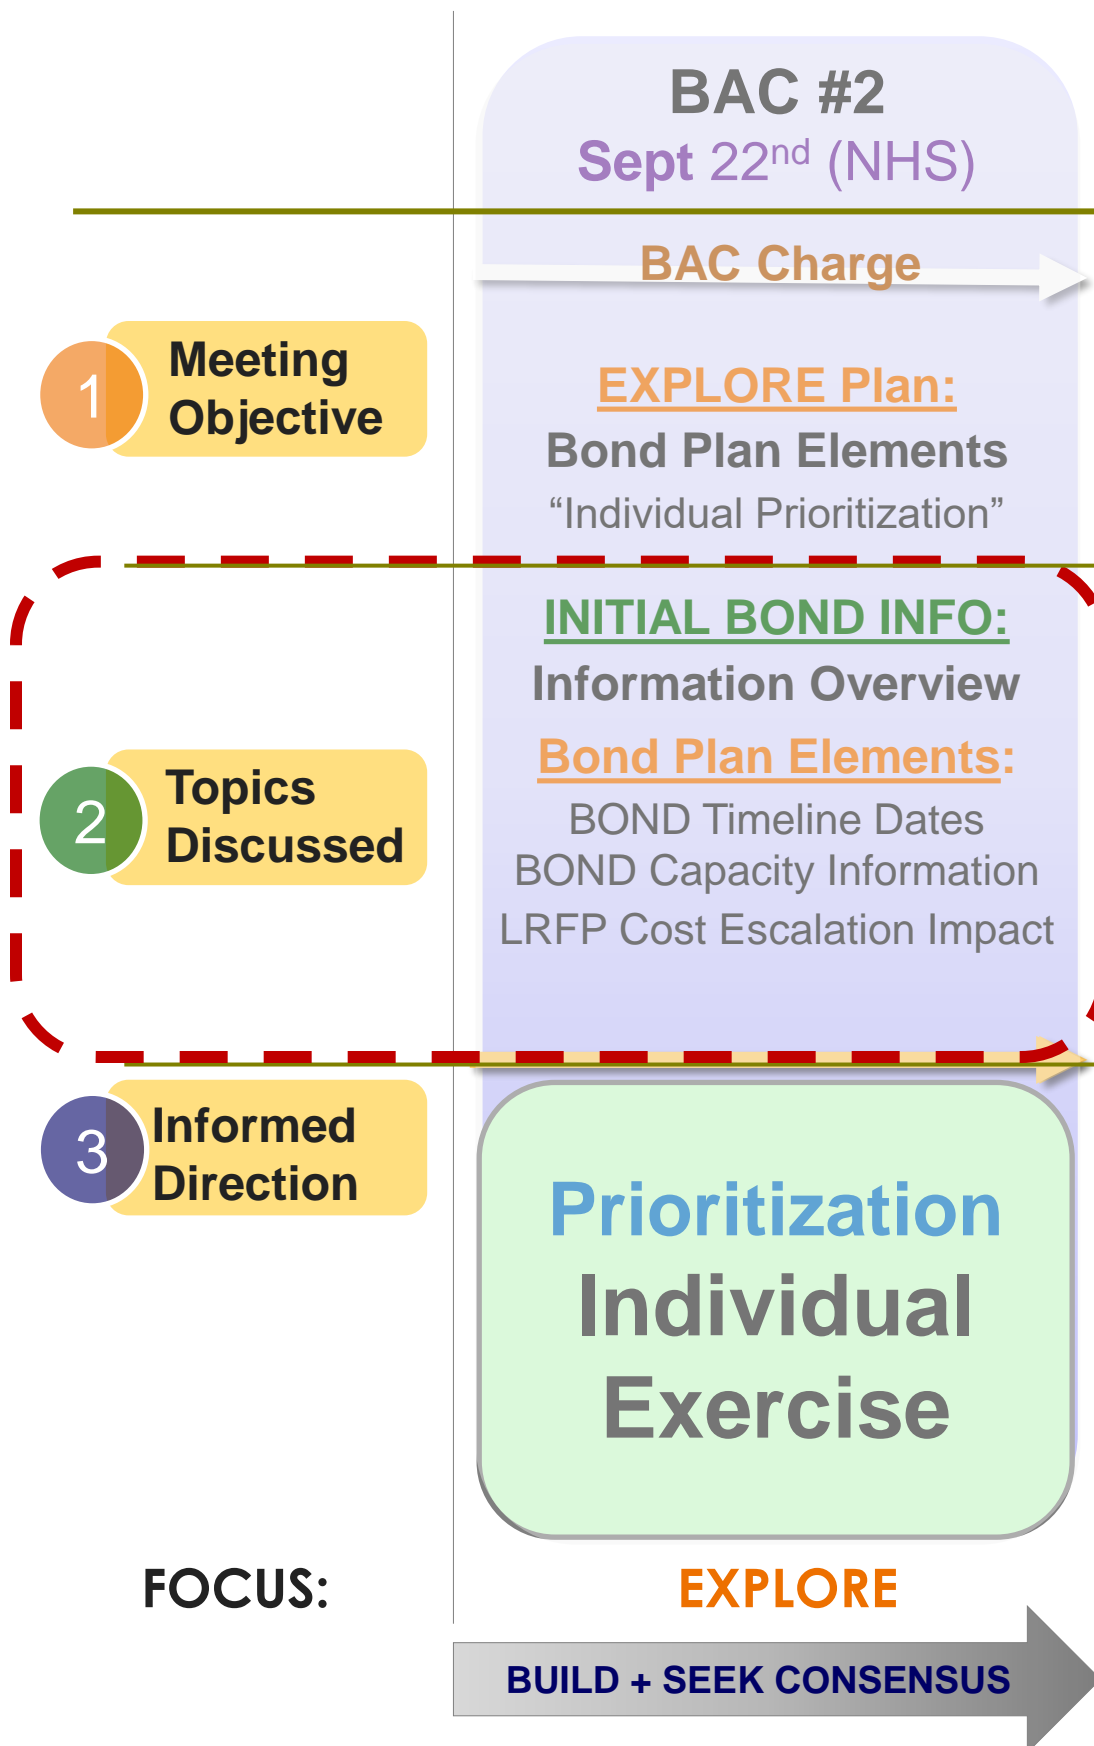 BAC #2
Sept 22nd (NHS)
BAC Charge
1
Meeting
Objective
EXPLORE Plan:
Bond Plan Elements
“Individual Prioritization”
2
Topics
Discussed
INITIAL BOND INFO:
Information Overview
Bond Plan Elements:
BOND Timeline Dates
BOND Capacity Information
LRFP Cost Escalation Impact
3
Informed
Direction
Prioritization
Individual
Exercise
FOCUS:
EXPLORE
BUILD + SEEK CONSENSUS